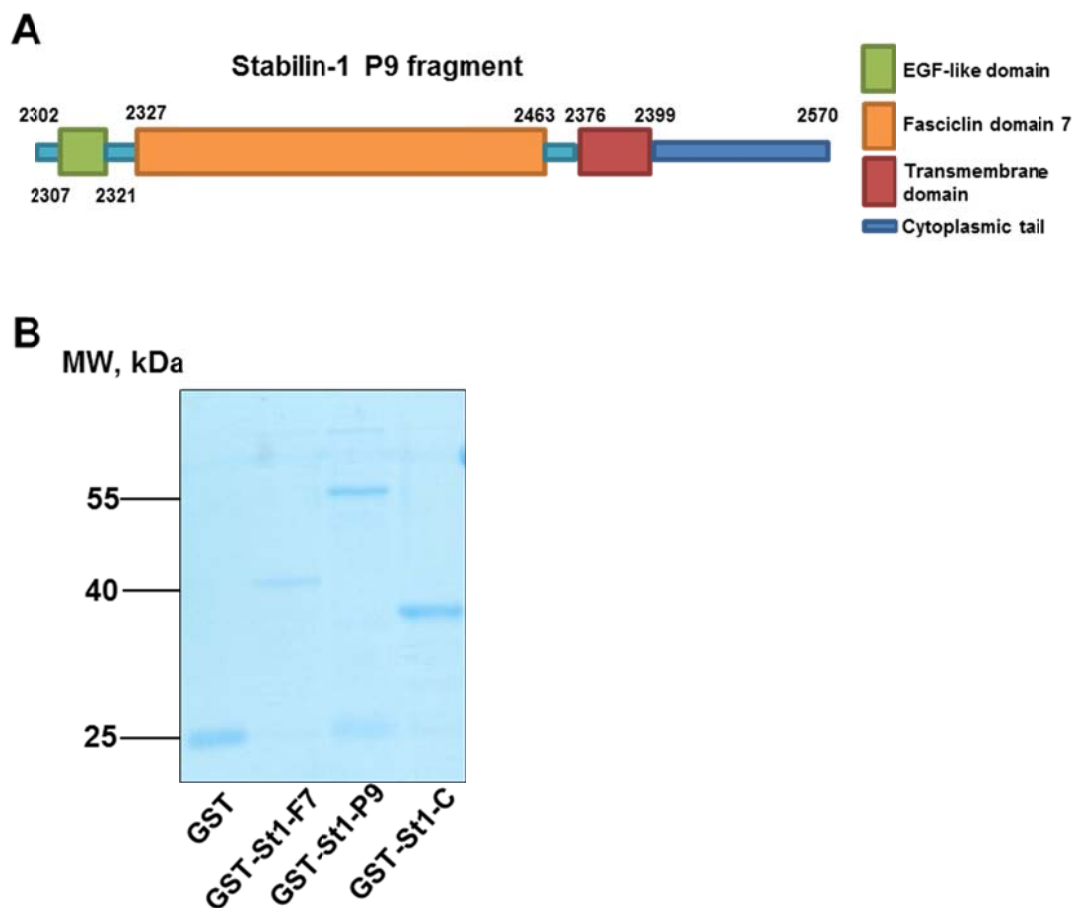 A
Stabilin-1 P9 fragment
2302
2327
2463
2376
2399
2570
2307
2321
EGF-like domain
Fasciclin domain 7
Transmembrane
domain
Cytoplasmic tail
B
MW, kDa
55
40
25
GST
GST-St1-F7
GST-St1-P9
GST-St1-C